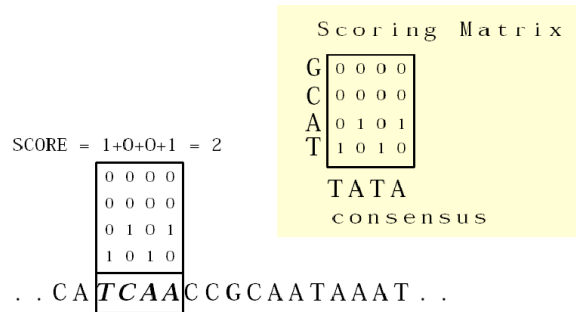 Scoring Matrix
G 0 0 0 0
C 0 0 0 0
A 0 1 0 1
T 1 0 1 0
TATA
consensus
SCORE = 1+0+0+1 = 2
0 0 0 0
0 0 0 0
0 1 0 1
1 0 1 0
. . C A T C A A C C G C A A T A A A T . .